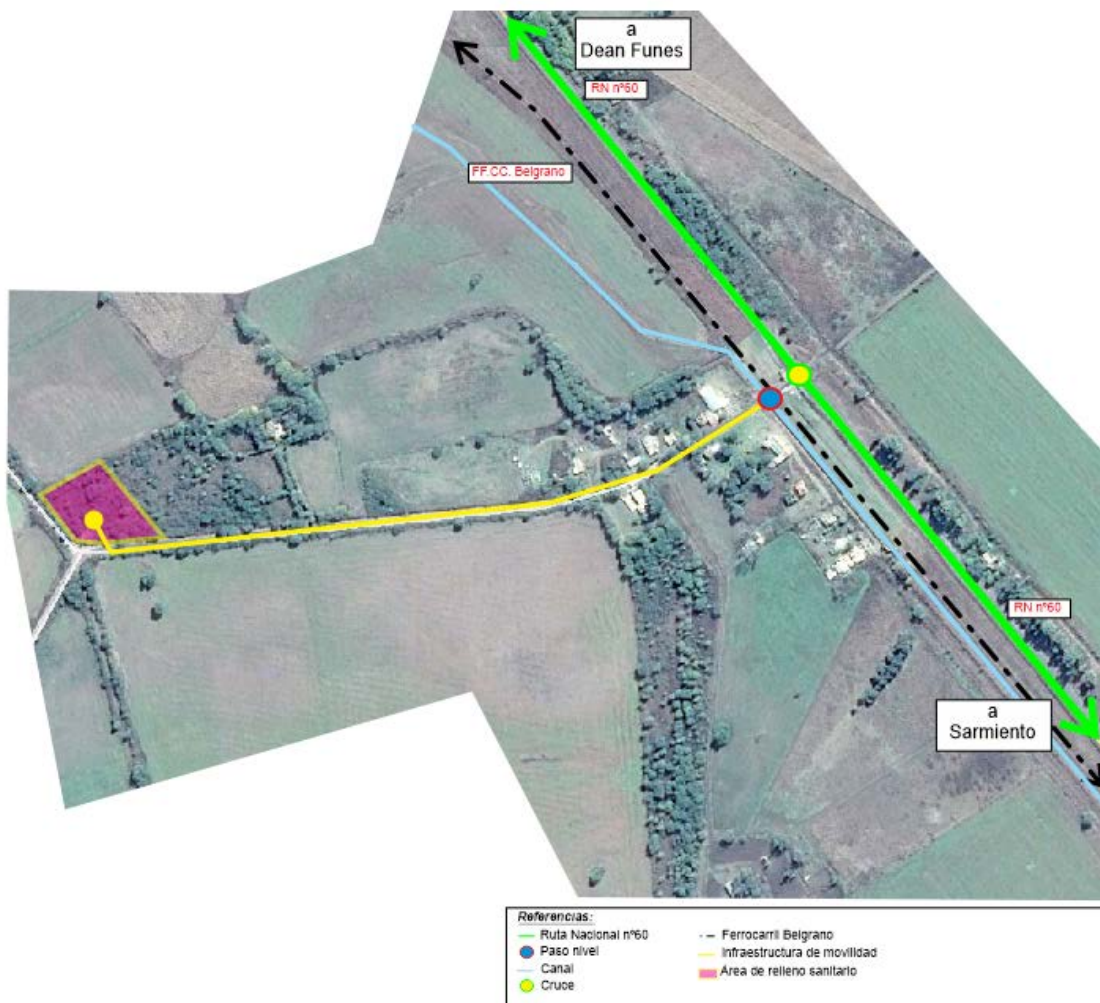 a
Dean Funes
RN nº60
FF.CC. Belgrano
RN nº60
a
Sarmiento
Referencias:
Ruta Nacional nº60
Paso nivel
Canal
Cruce
Ferrocarril Belgrano
Infraestructura de movilidad
Área de relleno sanitario